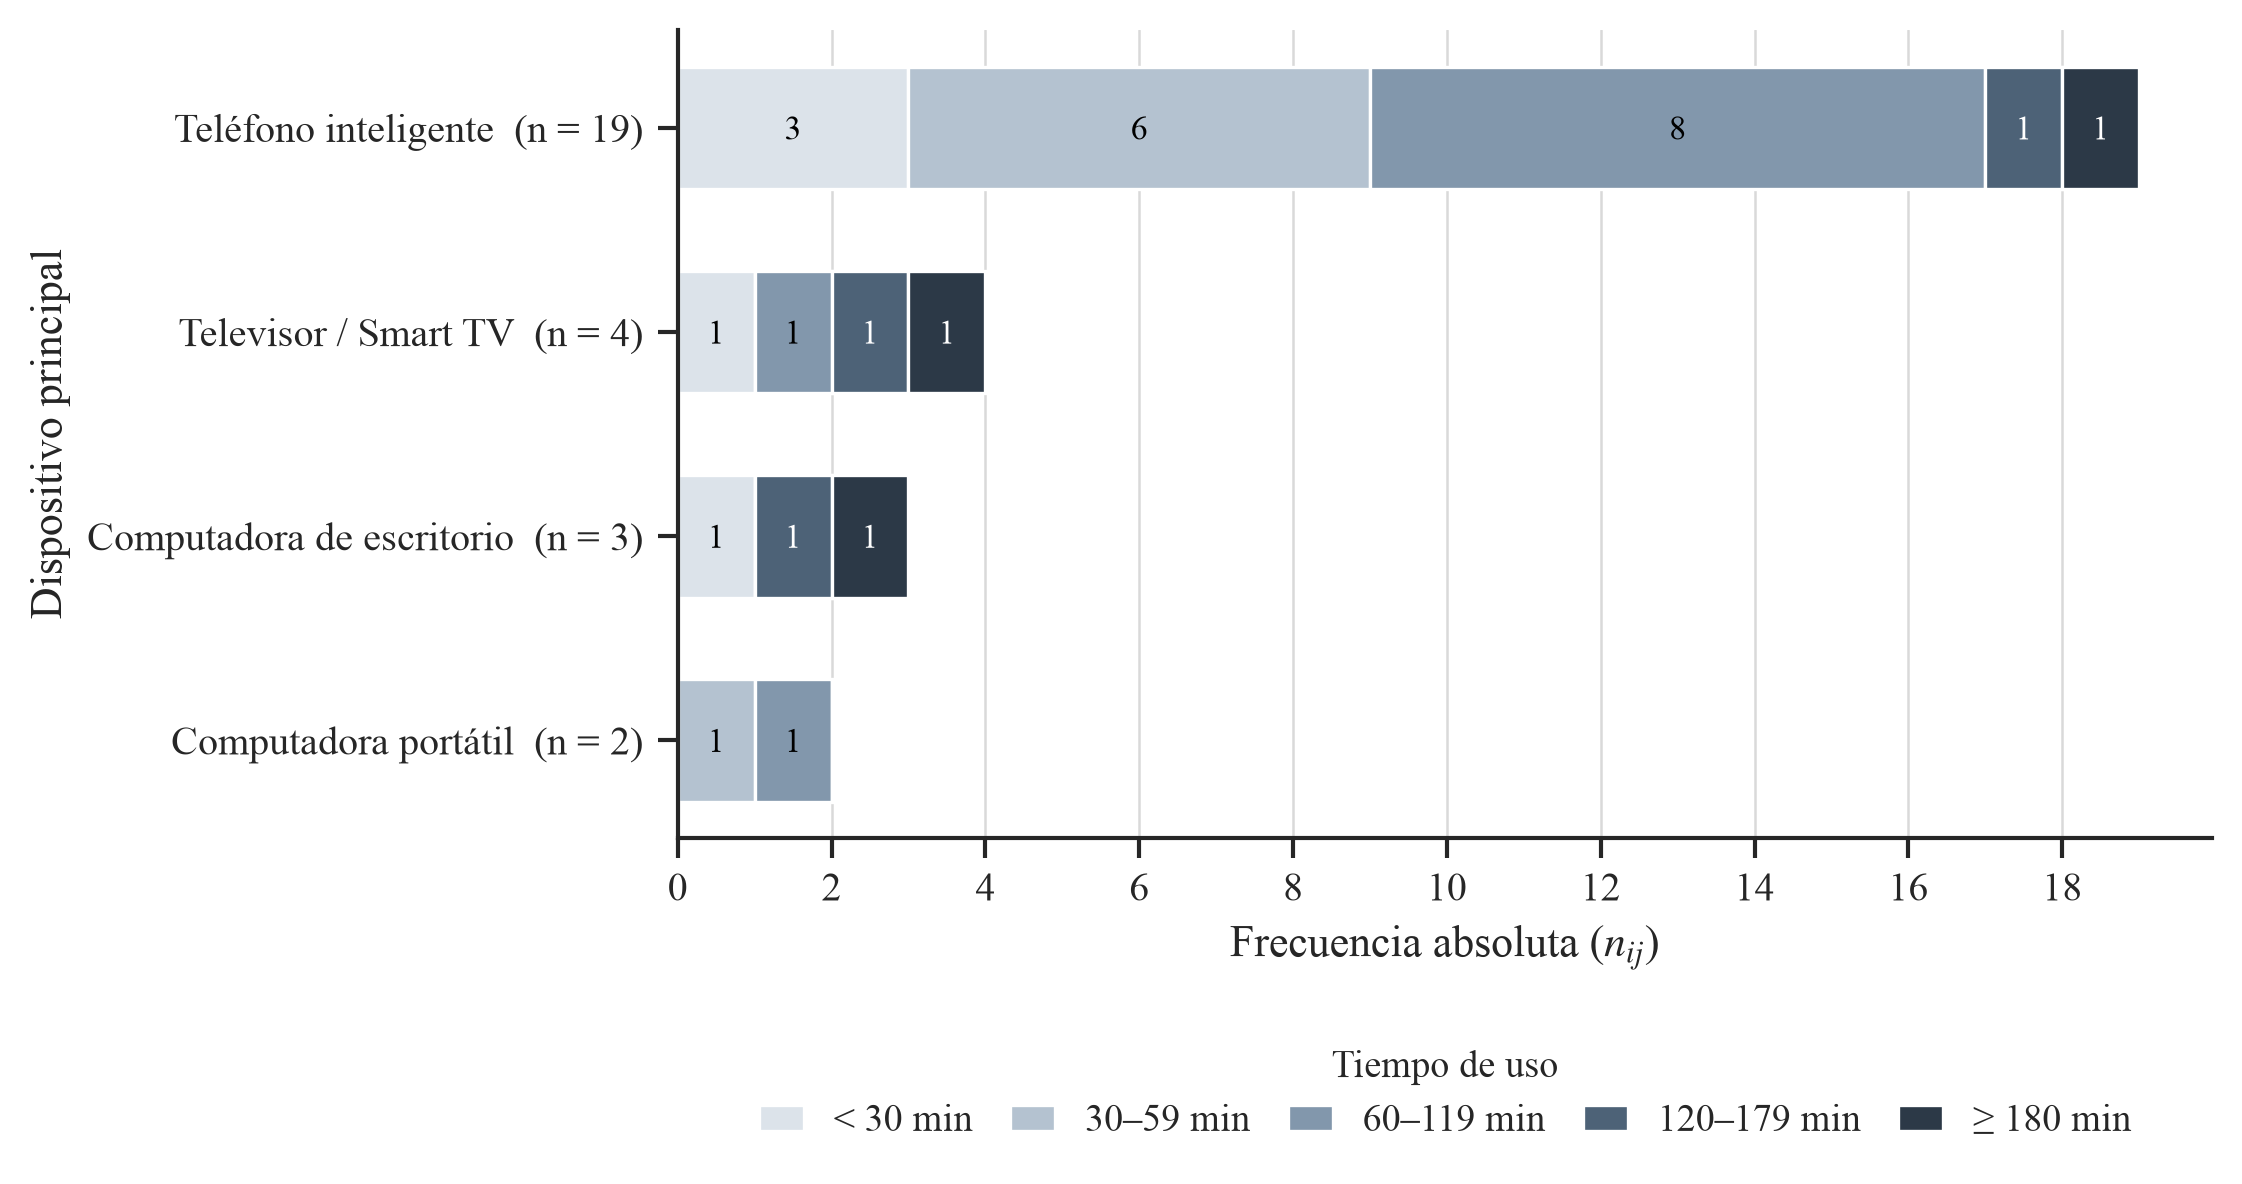 Dispositivo principal
Teléfono inteligente (n = 19)
3 6 8 1 1
Televisor / Smart TV (n = 4)
1 1 1 1
Computadora de escritorio (n = 3)
1 1 1
Computadora portátil (n = 2)
1 1
0 2 4 6 8 10 12 14 16 18
Frecuencia absoluta (n_{ij})
Tiempo de uso
< 30 min 30–59 min 60–119 min 120–179 min ≥ 180 min